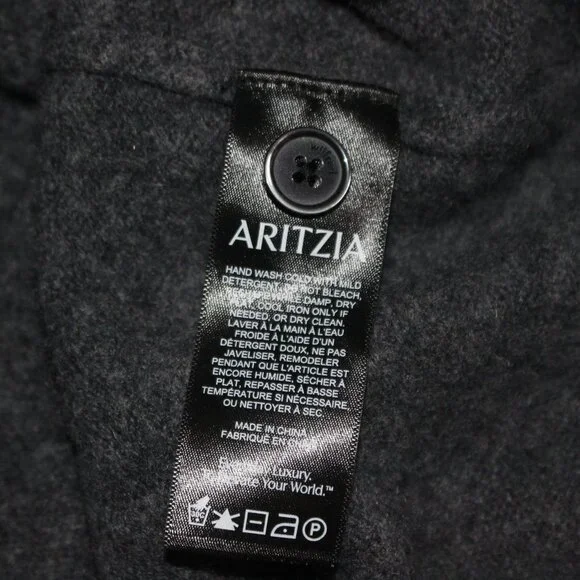 ARITZIA
HAND WASH COLD WITH MILD
DETERGENT, DO NOT BLEACH,
DAMP, DRY
FLAT, COOL IRON ONLY IF
NEEDED, OR DRY CLEAN.
LAVER À LA MAIN À L'EAU
FROIDE À L'AIDE D'UN
DÉTERGENT DOUX, NE PAS
JAVELISER, REMODELER
PENDANT QUE L'ARTICLE EST
ENCORE HUMIDE, SÉCHER À
PLAT, REPASSER À BASSE
TEMPÉRATURE SI NÉCESSAIRE,
OU NETTOYER À SEC
MADE IN CHINA
FABRIQUÉ EN
Luxury.
Your World.™
P